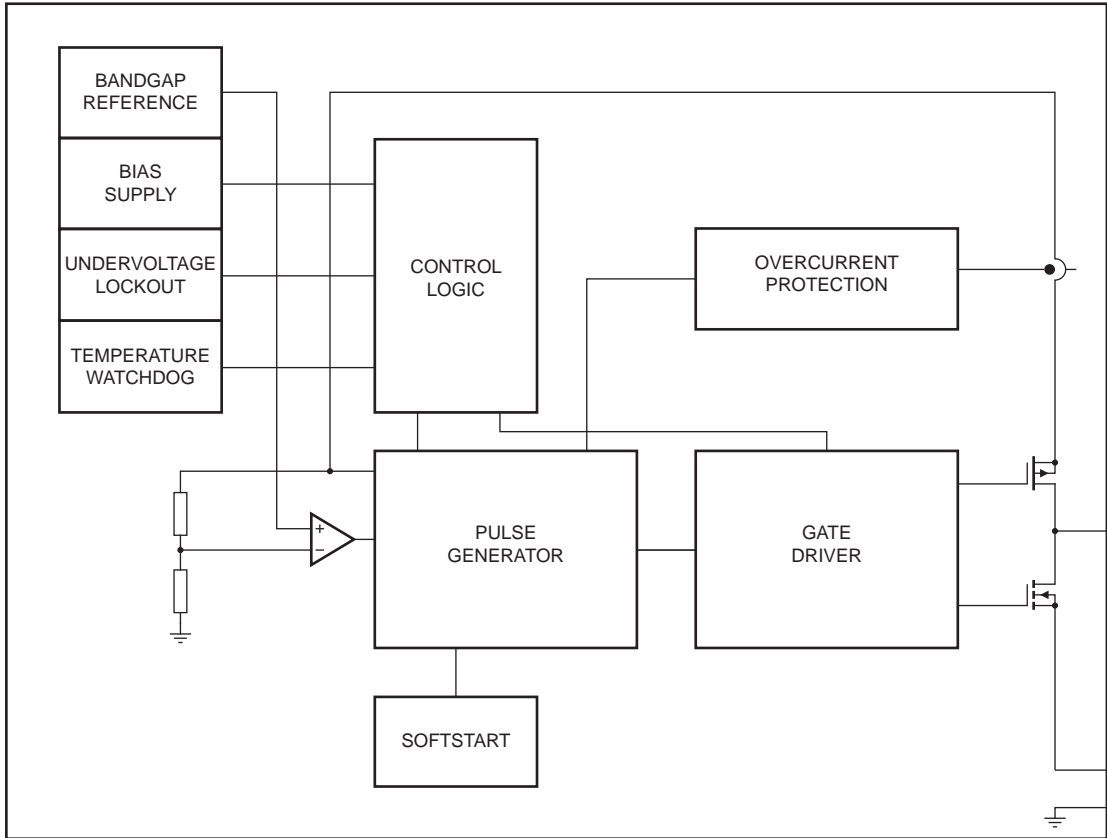 BANDGAP
REFERENCE
BIAS
SUPPLY
UNDERVOLTAGE
LOCKOUT
TEMPERATURE
WATCHDOG
CONTROL
LOGIC
OVERCURRENT
PROTECTION
+
−
PULSE
GENERATOR
GATE
DRIVER
SOFTSTART